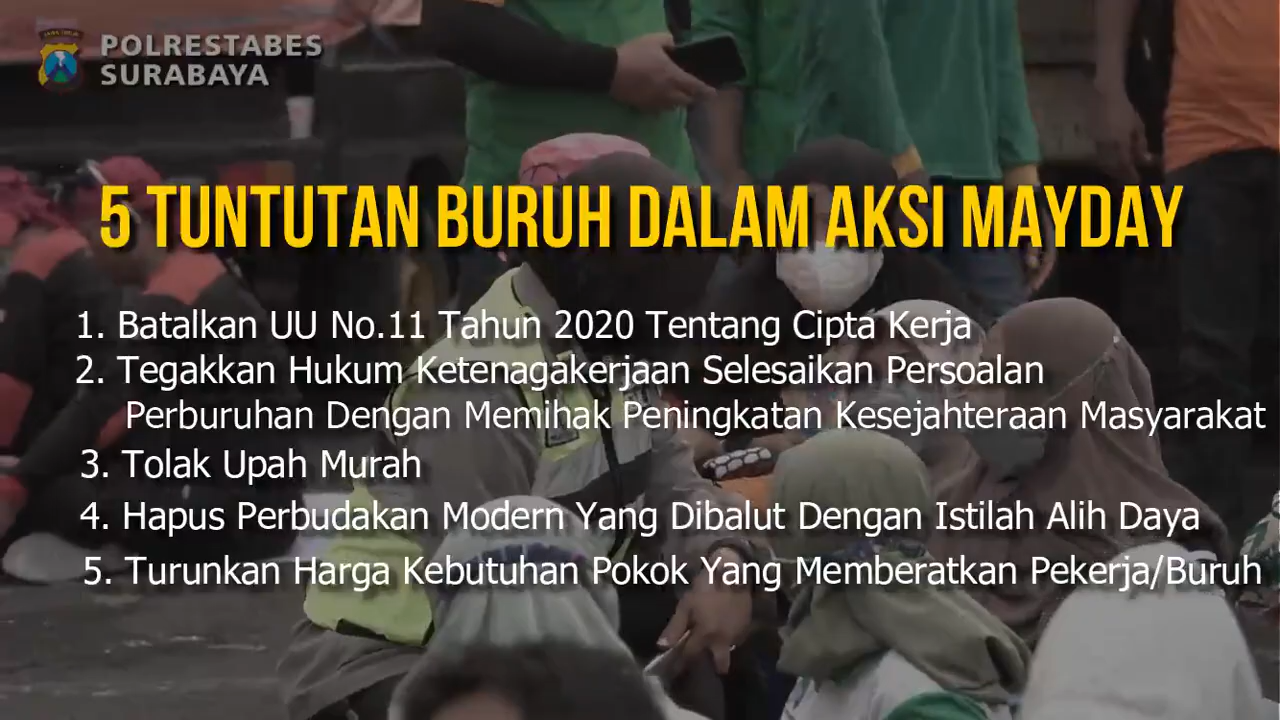 POLRESTABES
SURABAYA
5 TUNTUTAN BURUH DALAM AKSI MAYDAY
1. Batalkan UU No.11 Tahun 2020 Tentang Cipta Kerja
2. Tegakkan Hukum Ketenagakerjaan Selesaikan Persoalan
Perburuhan Dengan Memihak Peningkatan Kesejahteraan Masyarakat
3. Tolak Upah Murah
4. Hapus Perbudakan Modern Yang Dibalut Dengan Istilah Alih Daya
5. Turunkan Harga Kebutuhan Pokok Yang Memberatkan Pekerja/Buruh